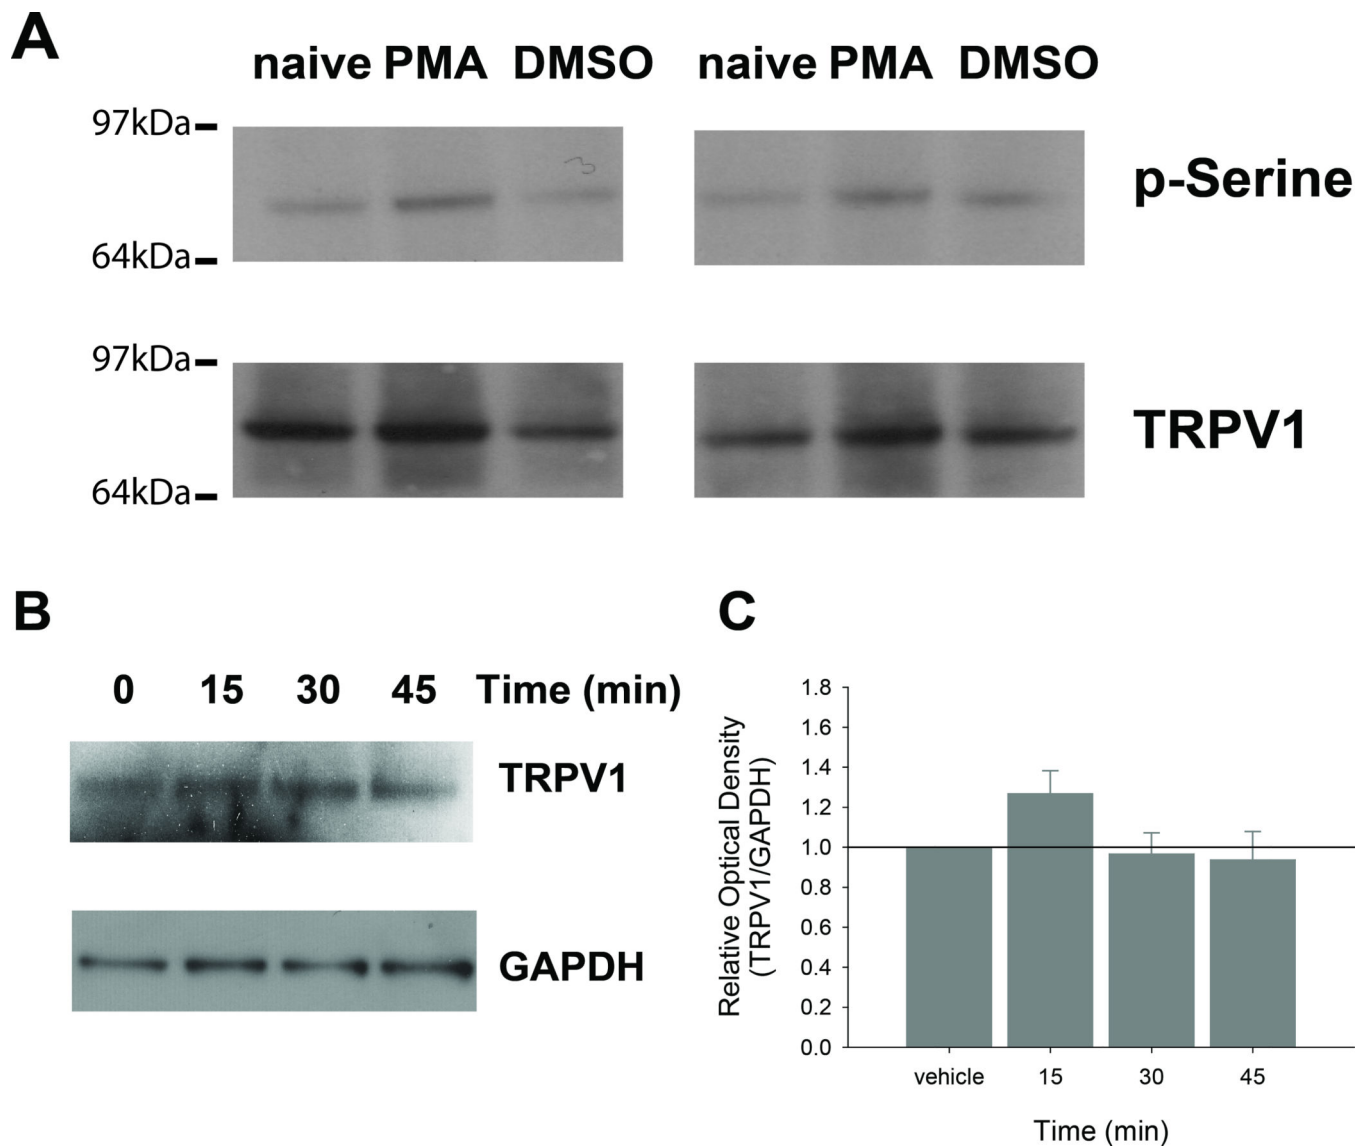 A
naive PMA DMSO naive PMA DMSO
97kDa
p-Serine
64kDa
97kDa
TRPV1
64kDa
B
C
0 15 30 45 Time (min)
TRPV1
GAPDH
Relative Optical Density
(TRPV1/GAPDH)
1.8
1.6
1.4
1.2
1.0
0.8
0.6
0.4
0.2
0.0
vehicle 15 30 45
Time (min)